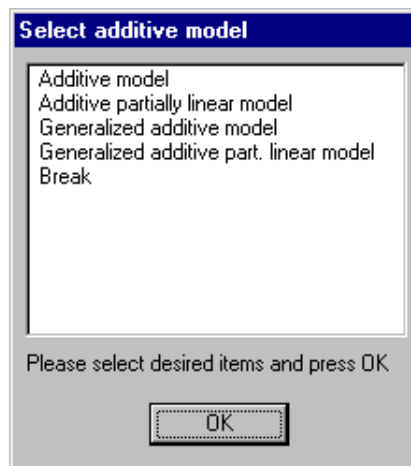 Select additive model
Additive model
Additive partially linear model
Generalized additive model
Generalized additive part. linear model
Break
Please select desired items and press OK
OK